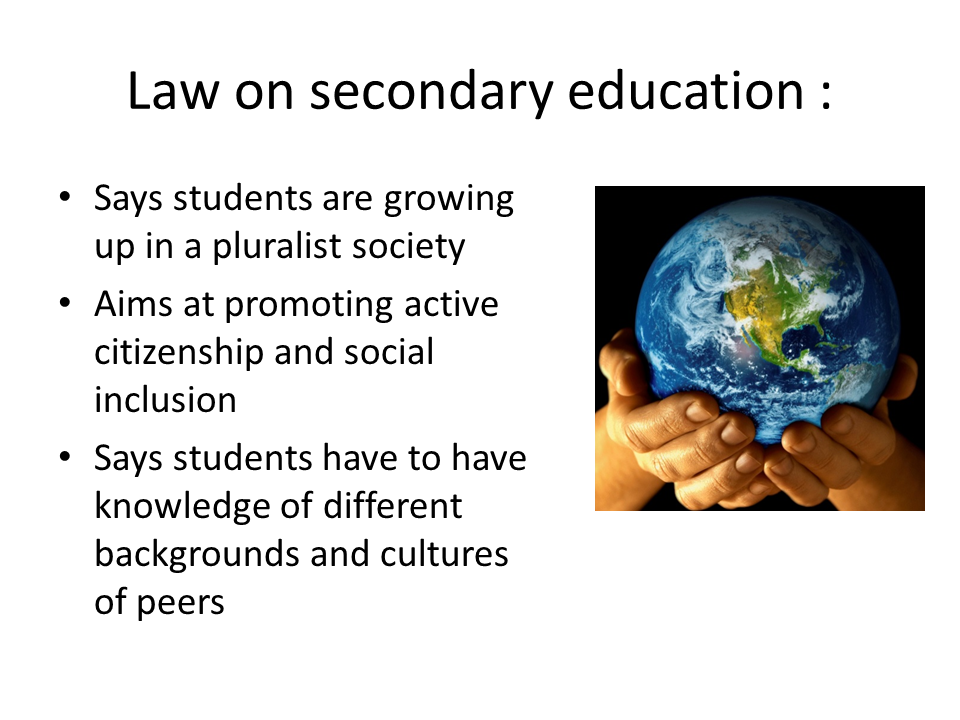 Law on secondary education :
• Says students are growing
up in a pluralist society
• Aims at promoting active
citizenship and social
inclusion
• Says students have to have
knowledge of different
backgrounds and cultures
of peers